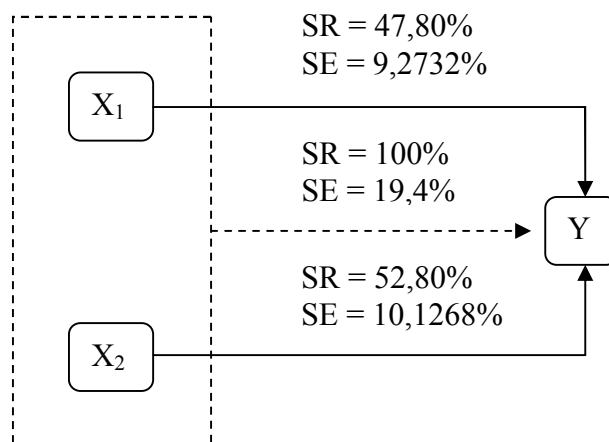 SR = 47,80%
SE = 9,2732%
X₁
SR = 100%
SE = 19,4%
Y
SR = 52,80%
SE = 10,1268%
X₂